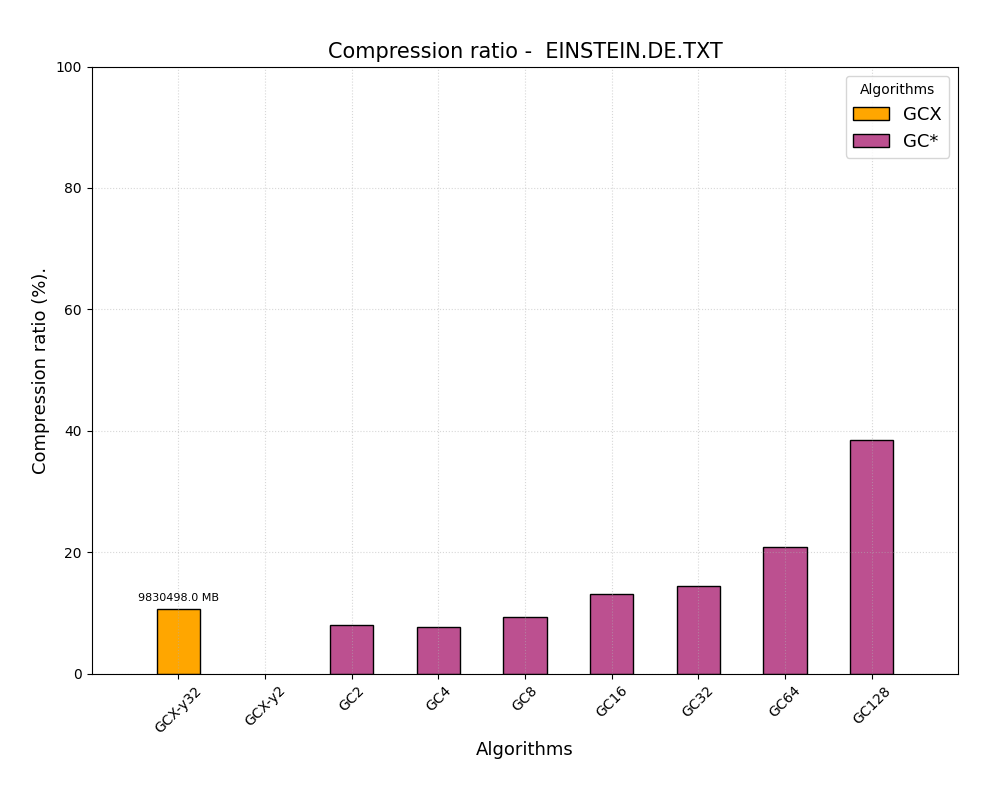 Compression ratio -  EINSTEIN.DE.TXT
Algorithms
GCX
GC*
Compression ratio (%).
100
80
60
40
20
0
9830498.0 MB
GCX-y32
GCX-y2
GC2
GC4
GC8
GC16
GC32
GC64
GC128
Algorithms